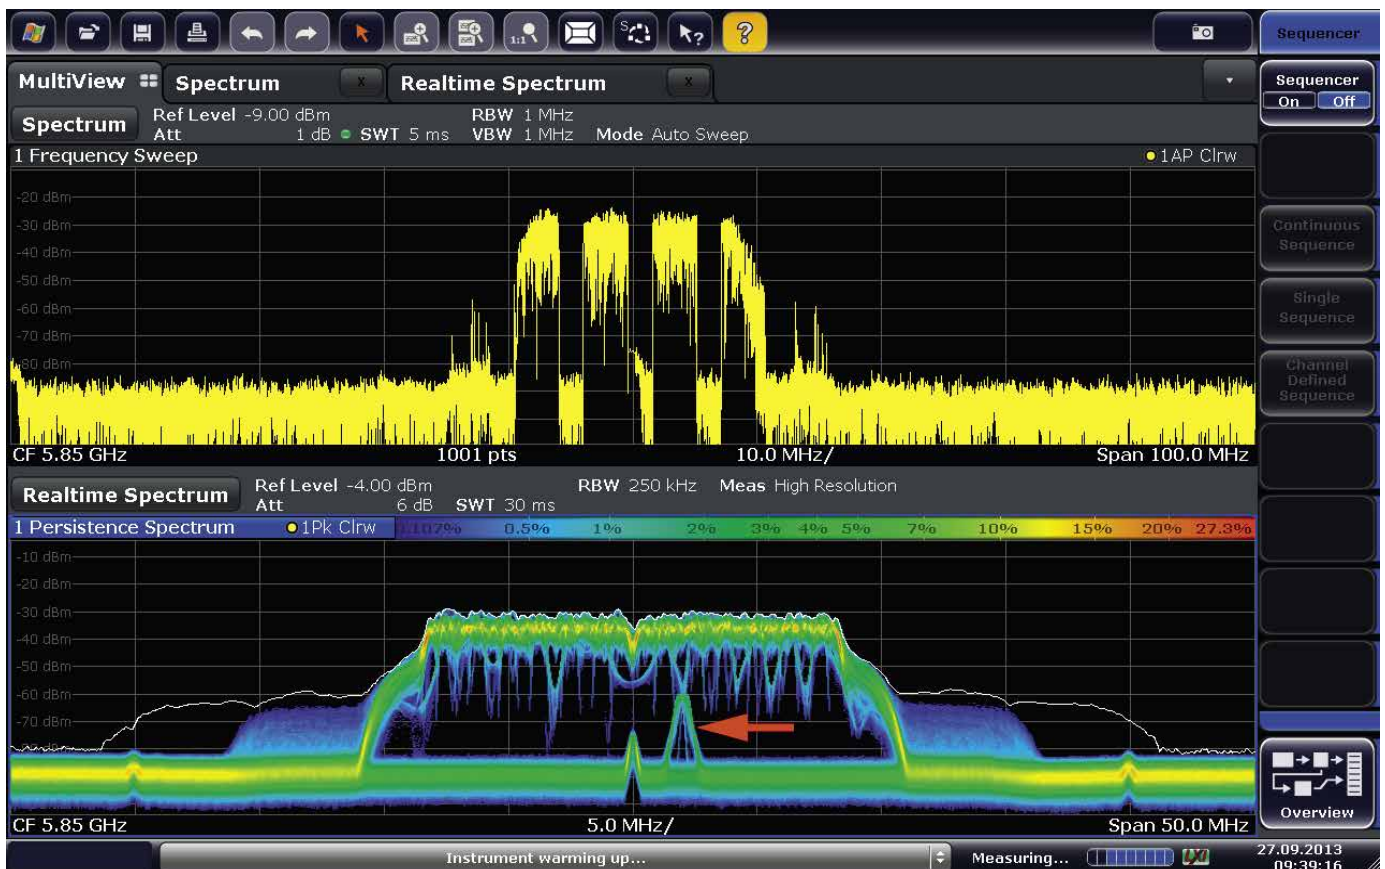 Sequencer
MultiView Spectrum x Realtime Spectrum x
Sequencer
On Off
Spectrum Ref Level -9.00 dBm RBW 1 MHz
Att 1 dB SWT 5 ms VBW 1 MHz Mode Auto Sweep
1 Frequency Sweep 1AP Clrw
-20 dBm
-30 dBm
-40 dBm
-50 dBm
-60 dBm
-70 dBm
-80 dBm
Continuous
Sequence
Single
Sequence
Channel
Defined
Sequence
CF 5.85 GHz 1001 pts 10.0 MHz/ Span 100.0 MHz
Realtime Spectrum Ref Level -4.00 dBm RBW 250 kHz Meas High Resolution
Att 6 dB SWT 30 ms
1 Persistence Spectrum 1Pk Clrw 0.107% 0.5% 1% 2% 3% 4% 5% 7% 10% 15% 20% 27.3%
-10 dBm
-20 dBm
-30 dBm
-40 dBm
-50 dBm
-60 dBm
-70 dBm
Overview
CF 5.85 GHz 5.0 MHz/ Span 50.0 MHz
Instrument warming up... Measuring... 27.09.2013
09:39:16